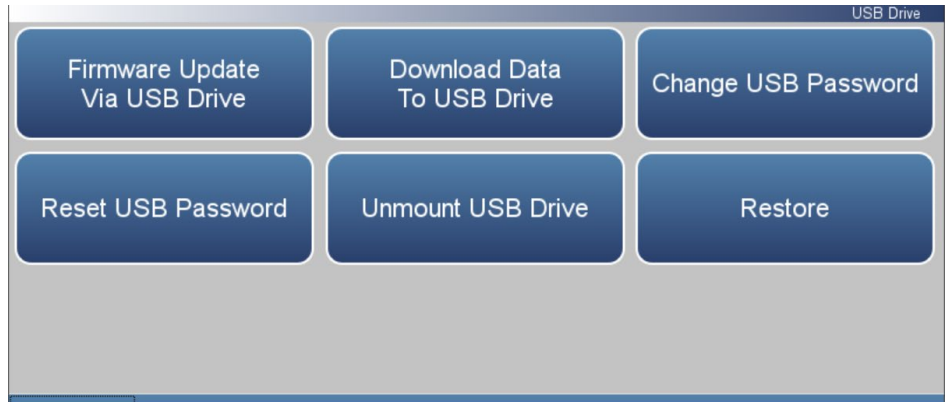 USB Drive
Firmware Update
Via USB Drive
Download Data
To USB Drive
Change USB Password
Reset USB Password
Unmount USB Drive
Restore